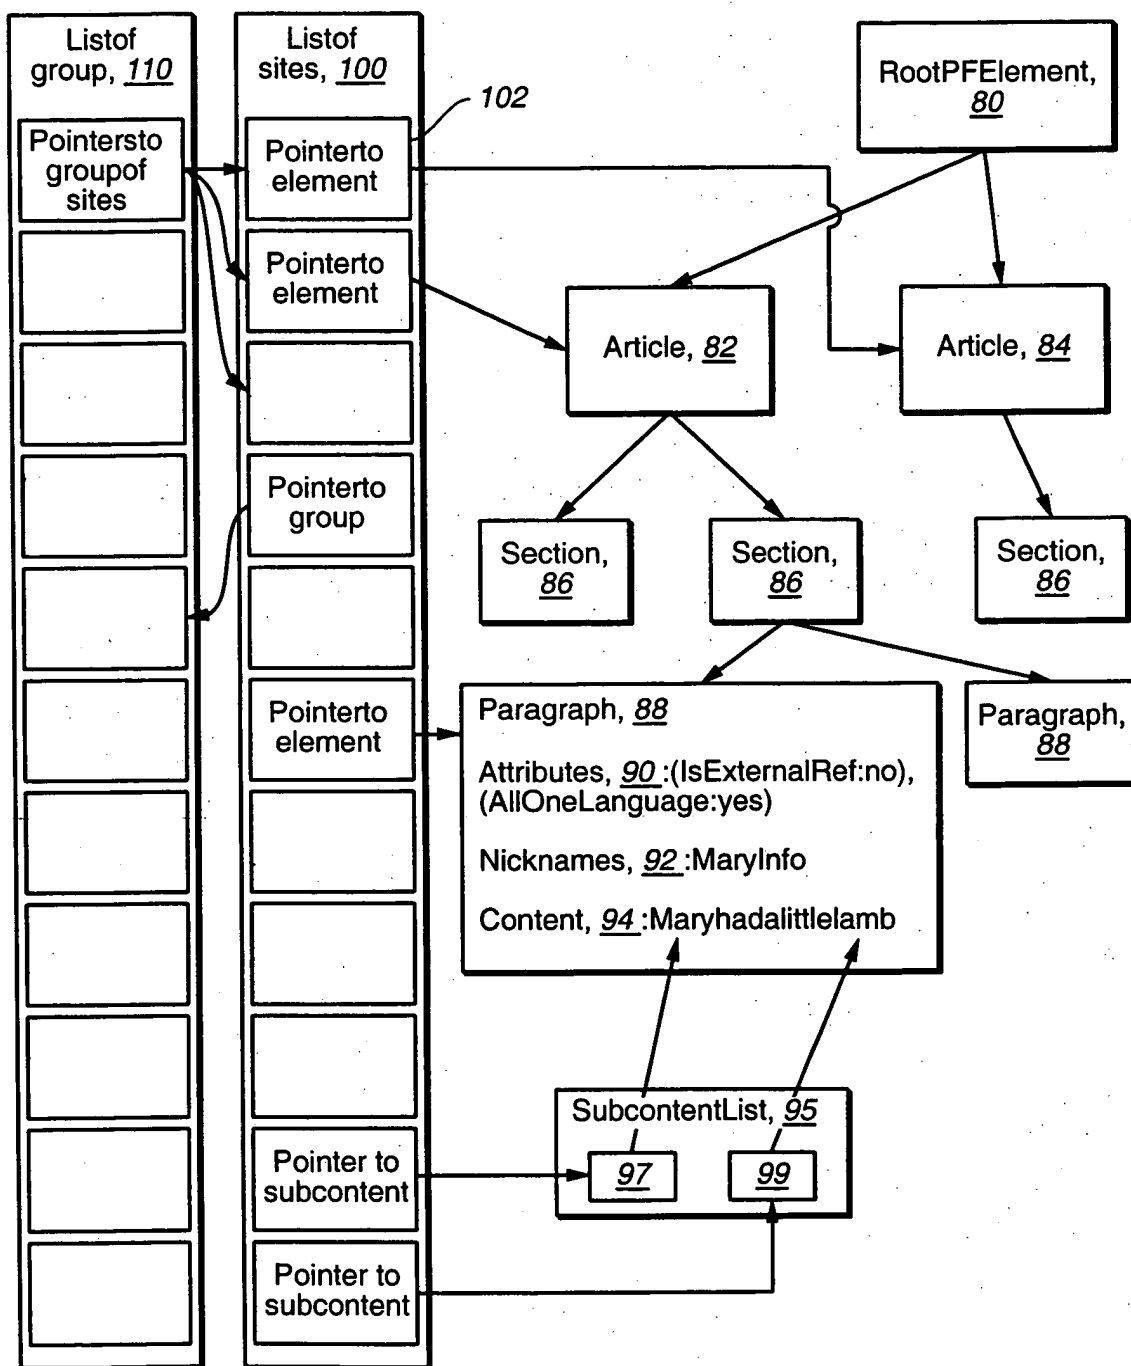 Listof
group, 110
Listof
sites, 100
102
RootPFElement,
80
Pointersto
groupof
sites
Pointerto
element
Pointerto
element
Article, 82
Article, 84
Pointerto
group
Section,
86
Section,
86
Section,
86
Pointerto
element
Paragraph, 88
Attributes, 90 :(IsExternalRef:no),
(AllOneLanguage:yes)
Nicknames, 92 :MaryInfo
Content, 94 :Maryhadalittlelamb
Paragraph,
88
SubcontentList, 95
97
99
Pointer to
subcontent
Pointer to
subcontent